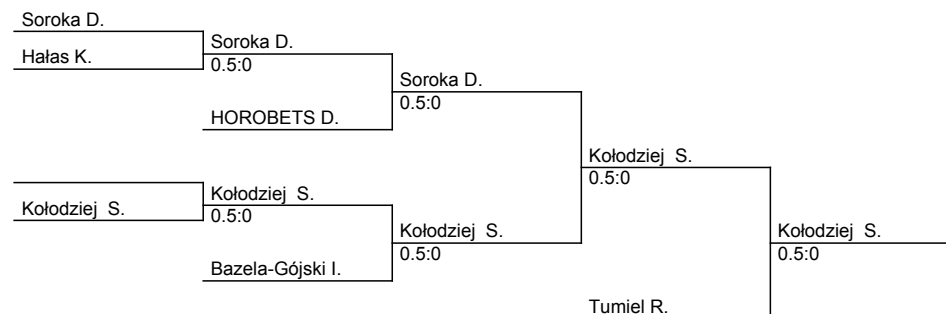 Soroka D.
Hałas K.
Soroka D.
0.5:0
HOROBETS D.
Soroka D.
0.5:0
Kołodziej S.
Kołodziej S.
0.5:0
Bazela-Gójski I.
Kołodziej S.
0.5:0
Kołodziej S.
0.5:0
Tumiel R.
Kołodziej S.
0.5:0